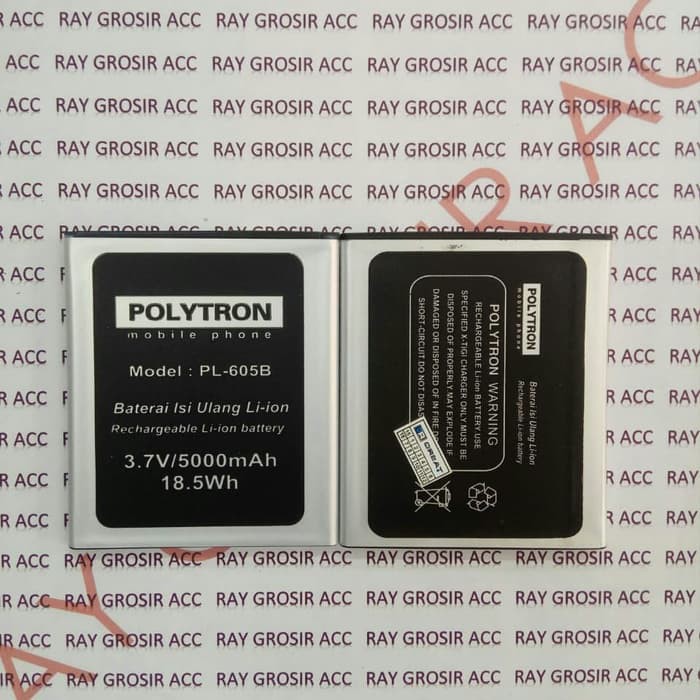 RAY GROSIR ACC
POLYTRON
mobile phone
Model : PL-605B
Baterai Isi Ulang Li-ion
Rechargeable Li-ion battery
3.7V/5000mAh
18.5Wh
POLYTRON
mobile phone
Baterai Isi Ulang Li-ion
Rechargeable Li-ion battery
POLYTRON WARNING
RECHARGEABLE Li-ion BATTERY USE
SPECIFIED X-TIGI CHARGER ONLY MUST BE
DISPOSED OF PROPERLY MAY EXPLODE IF
DAMAGED OR DISPOSED OF IN FIRE DO
SHORT-CIRCUIT.DO NOT DISAS